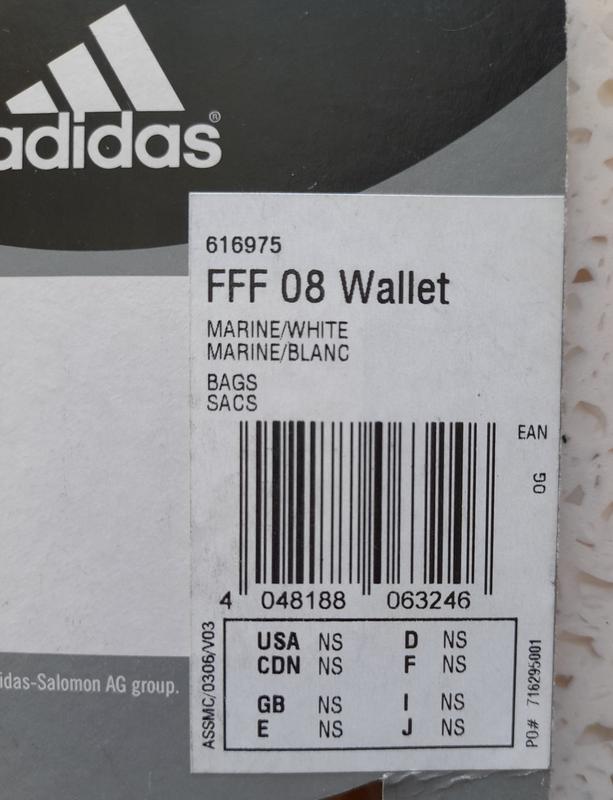 adidas®
616975
FFF 08 Wallet
MARINE/WHITE
MARINE/BLANC
BAGS
SACS
EAN
OG
4 048188 063246
ASSMC/0306/V03
USA NS D NS
CDN NS F NS
GB NS I NS
E NS J NS
PO# 716295001
idas-Salomon AG group.